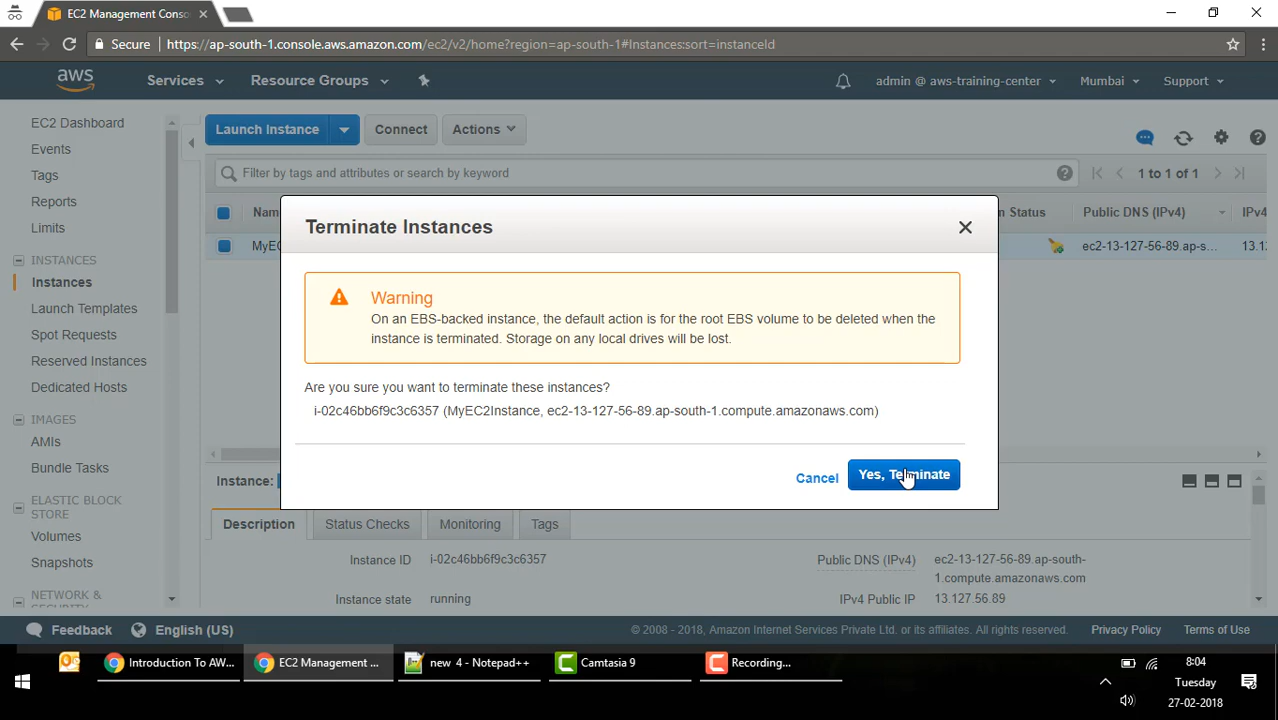 EC2 Management Conso
Secure
https://ap-south-1.console.aws.amazon.com/ec2/v2/home?region=ap-south-1#Instances:sort=instanceId
aws
Services
Resource Groups
admin @ aws-training-center
Mumbai
Support
EC2 Dashboard
Events
Tags
Reports
Limits
INSTANCES
Instances
Launch Templates
Spot Requests
Reserved Instances
Dedicated Hosts
IMAGES
AMIs
Bundle Tasks
ELASTIC BLOCK
STORE
Volumes
Snapshots
NETWORK &
SECURITY
Launch Instance
Connect
Actions
Filter by tags and attributes or search by keyword
1 to 1 of 1
Nam
m Status
Public DNS (IPv4)
IPv4
MyEC
ec2-13-127-56-89.ap-s...
13.1
Terminate Instances
Warning
On an EBS-backed instance, the default action is for the root EBS volume to be deleted when the
instance is terminated. Storage on any local drives will be lost.
Are you sure you want to terminate these instances?
i-02c46bb6f9c3c6357 (MyEC2Instance, ec2-13-127-56-89.ap-south-1.compute.amazonaws.com)
Cancel
Yes, Terminate
Instance:
Description
Status Checks
Monitoring
Tags
Instance ID
i-02c46bb6f9c3c6357
Public DNS (IPv4)
ec2-13-127-56-89.ap-south-
1.compute.amazonaws.com
Instance state
running
IPv4 Public IP
13.127.56.89
Feedback
English (US)
© 2008 - 2018, Amazon Internet Services Private Ltd. or its affiliates. All rights reserved.
Privacy Policy
Terms of Use
Introduction To AW...
EC2 Management ...
new 4 - Notepad++
Camtasia 9
Recording...
8:04
Tuesday
27-02-2018